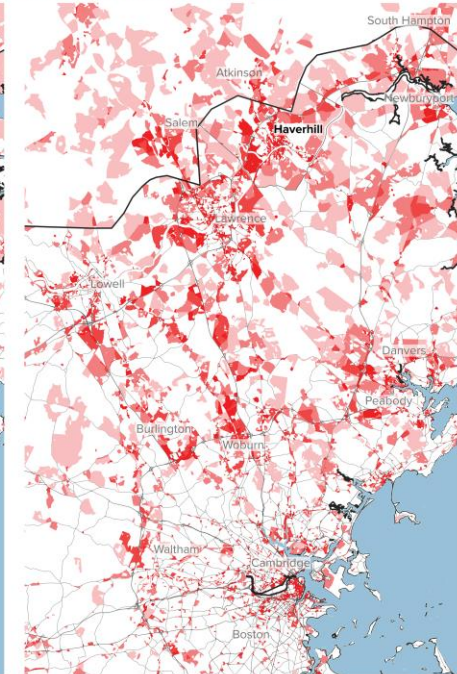 South Hampton
Atkinson
Newburyport
Salem
Haverhill
Lawrence
Lowell
Danvers
Peabody
Burlington
Woburn
Waltham
Cambridge
Boston